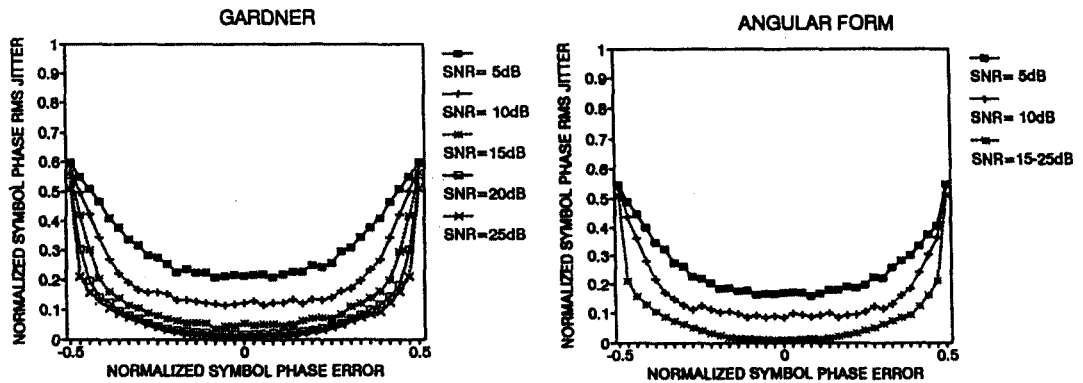 GARDNER
NORMALIZED SYMBOL PHASE RMS JITTER
1
0.9
0.8
0.7
0.6
0.5
0.4
0.3
0.2
0.1
0
-0.5
0
0.5
NORMALIZED SYMBOL PHASE ERROR
SNR= 5dB
SNR= 10dB
SNR=15dB
SNR=20dB
SNR=25dB
ANGULAR FORM
NORMALIZED SYMBOL PHASE RMS JITTER
1
0.9
0.8
0.7
0.6
0.5
0.4
0.3
0.2
0.1
0
-0.5
0
0.5
NORMALIZED SYMBOL PHASE ERROR
SNR= 5dB
SNR= 10dB
SNR=15-25dB